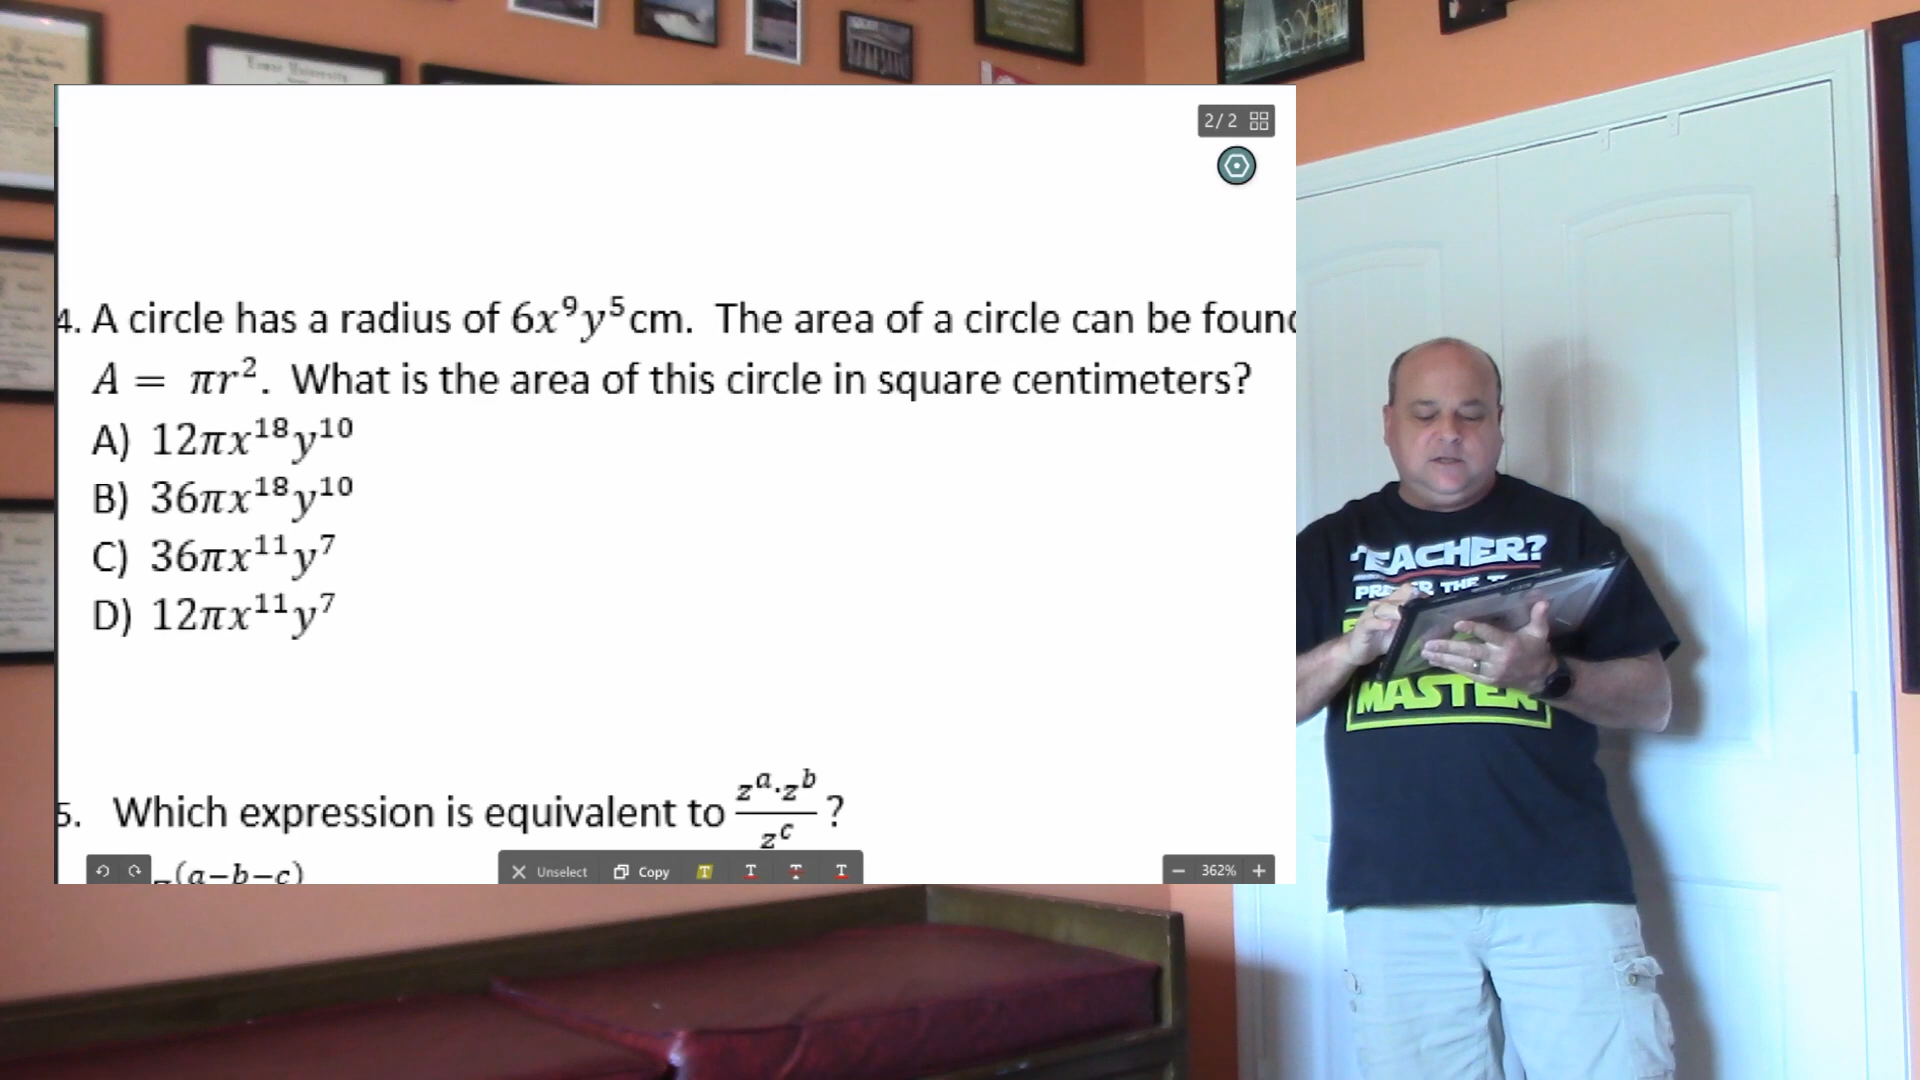 2/2
4. A circle has a radius of 6x⁹y⁵cm. The area of a circle can be foun
A = πr². What is the area of this circle in square centimeters?
A) 12πx¹⁸y¹⁰
B) 36πx¹⁸y¹⁰
C) 36πx¹¹y⁷
D) 12πx¹¹y⁷
5. Which expression is equivalent to zᵃ·zᵇ/zᶜ?
(a−b−c)
Unselect Copy T T T T
362%
TEACHER?
THE
MASTER